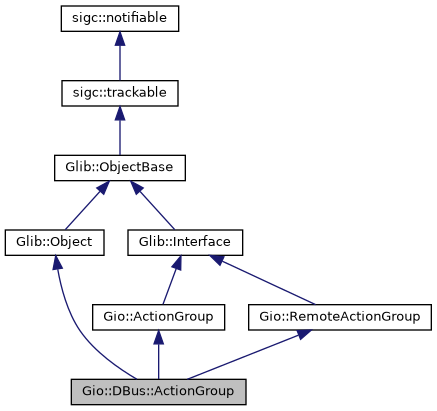 sigc::notifiable
sigc::trackable
Glib::ObjectBase
Glib::Object
Glib::Interface
Gio::ActionGroup
Gio::RemoteActionGroup
Gio::DBus::ActionGroup